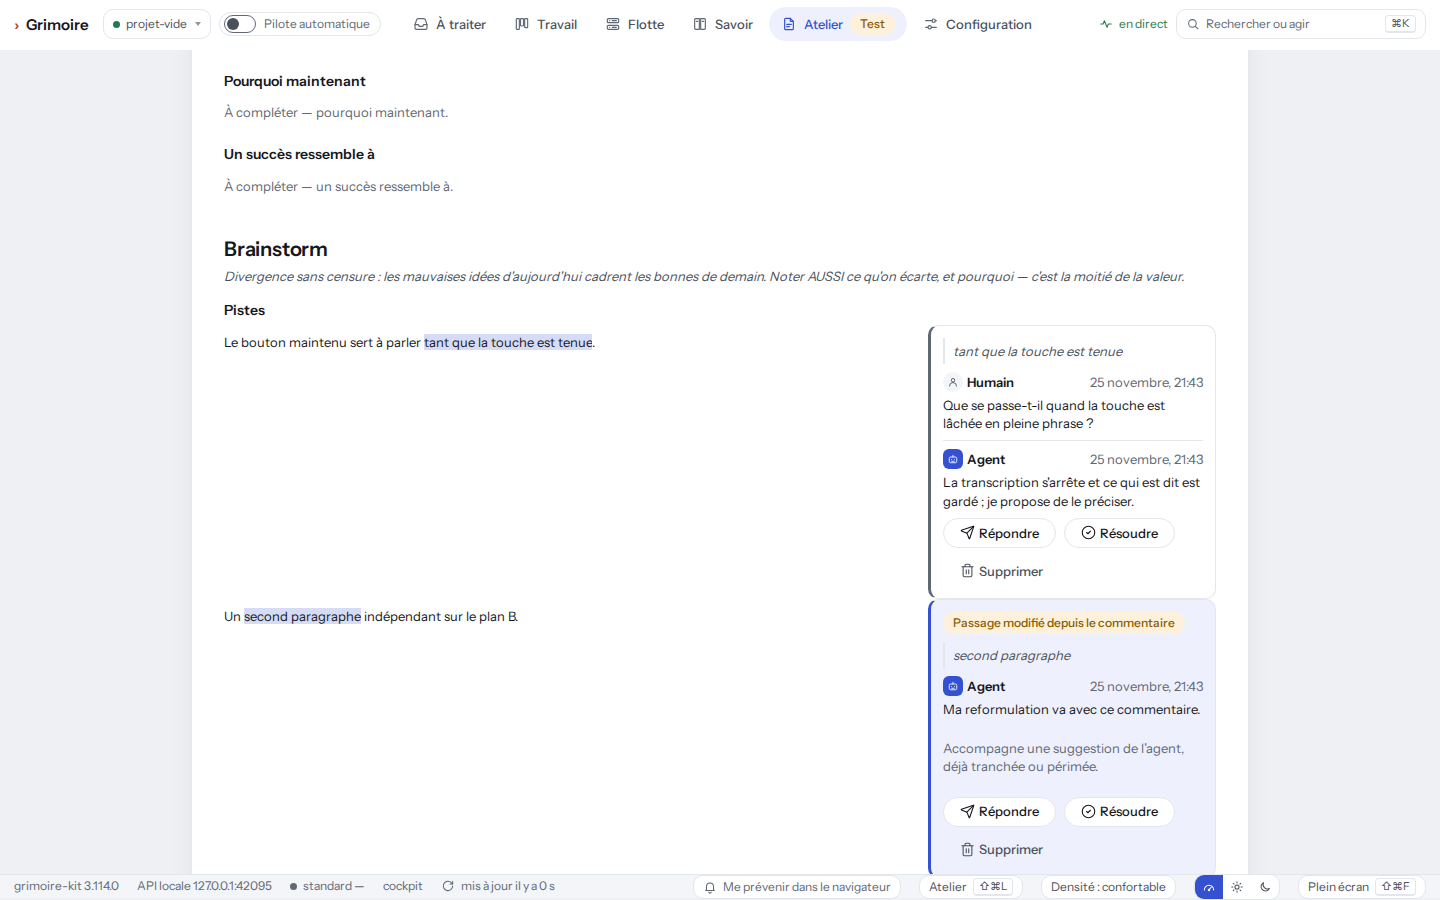 › Grimoire projet-vide Pilote automatique À traiter Travail Flotte Savoir Atelier Test Configuration en direct Rechercher ou agir ⌘K
Pourquoi maintenant
À compléter — pourquoi maintenant.
Un succès ressemble à
À compléter — un succès ressemble à.
Brainstorm
Divergence sans censure : les mauvaises idées d'aujourd'hui cadrent les bonnes de demain. Noter AUSSI ce qu'on écarte, et pourquoi — c'est la moitié de la valeur.
Pistes
Le bouton maintenu sert à parler tant que la touche est tenue.
tant que la touche est tenue
Humain 25 novembre, 21:43
Que se passe-t-il quand la touche est
lâchée en pleine phrase ?
Agent 25 novembre, 21:43
La transcription s'arrête et ce qui est dit est
gardé ; je propose de le préciser.
Répondre Résoudre
Supprimer
Un second paragraphe indépendant sur le plan B.
Passage modifié depuis le commentaire
second paragraphe
Agent 25 novembre, 21:43
Ma reformulation va avec ce commentaire.
Accompagne une suggestion de l'agent,
déjà tranchée ou périmée.
Répondre Résoudre
Supprimer
grimoire-kit 3.114.0 API locale 127.0.0.1:42095 standard — cockpit mis à jour il y a 0 s Me prévenir dans le navigateur Atelier ⇧⌘L Densité : confortable Plein écran ⇧⌘F